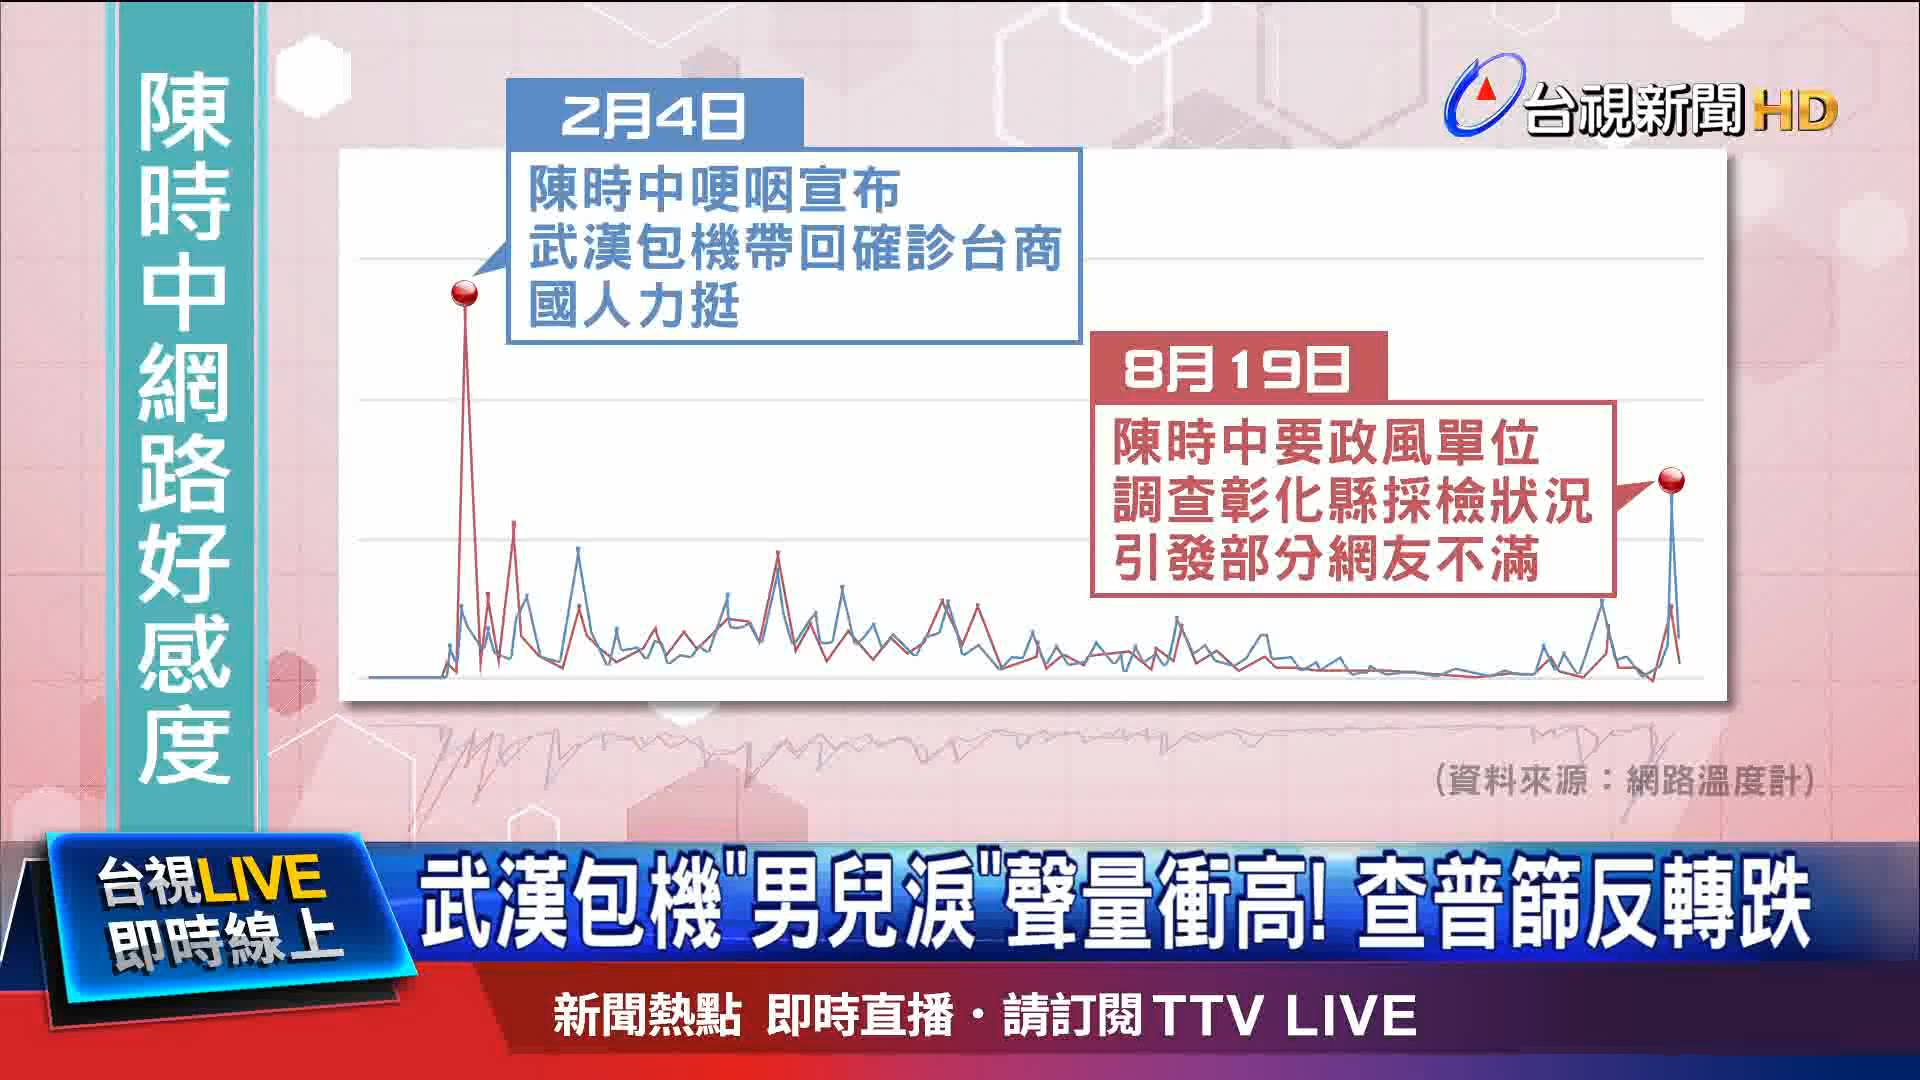 陳時中網路好感度
台視新聞HD
2月4日
陳時中哽咽宣布
武漢包機帶回確診台商
國人力挺
8月19日
陳時中要政風單位
調查彰化縣採檢狀況
引發部分網友不滿
(資料來源：網路溫度計)
台視LIVE
即時線上
武漢包機"男兒淚"聲量衝高! 查普篩反轉跌
新聞熱點 即時直播・請訂閱TTV LIVE